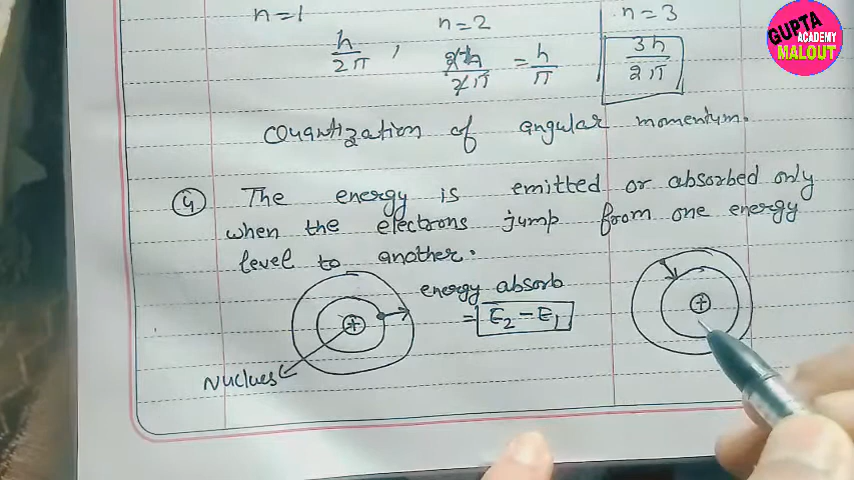 n=1 n=2 n=3
h/2π , 2h/2π = h/π 3h/2π
Quantization of angular momentum.
④ The energy is emitted or absorbed only
when the electrons jump from one energy
level to another.
energy absorb
= E₂ - E₁
Nuclues
+ +
GUPTA
ACADEMY
MALOUT